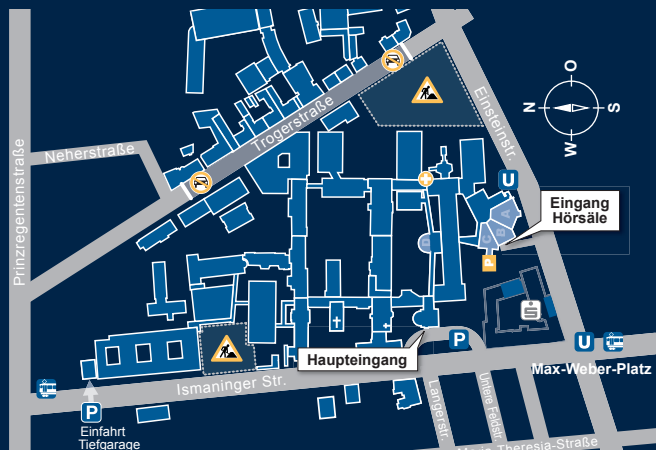 O
N
S
W
Einsteinstr.
Trogerstraße
Neherstraße
Prinzregentenstraße
U
Eingang
Hörsäle
A
B
C
D
P
S
P
Haupteingang
U
Max-Weber-Platz
Ismaninger Str.
Langerstr.
Untere Feldstr.
P
Einfahrt
Tiefgarage
Maria-Theresia-Straße